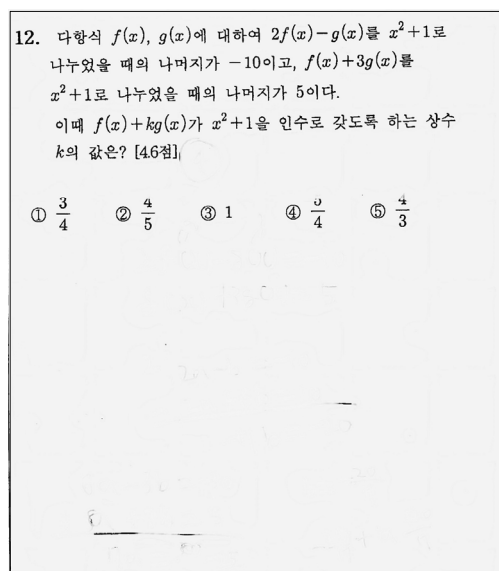 12. 다항식 f(x), g(x)에 대하여 2f(x)-g(x)를 x²+1로
나누었을 때의 나머지가 -10이고, f(x)+3g(x)를
x²+1로 나누었을 때의 나머지가 5이다.
이때 f(x)+kg(x)가 x²+1을 인수로 갖도록 하는 상수
k의 값은? [4.6점]
① 3/4 ② 4/5 ③ 1 ④ 5/4 ⑤ 4/3